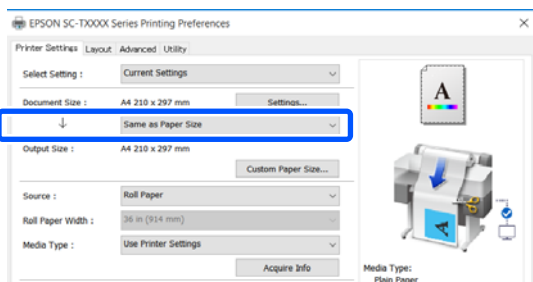 EPSON SC-TXXXX Series Printing Preferences
Printer Settings Layout Advanced Utility
Select Setting : Current Settings
Document Size : A4 210 x 297 mm Settings...
↓ Same as Paper Size
Output Size : A4 210 x 297 mm
Custom Paper Size...
Source : Roll Paper
Roll Paper Width : 36 in (914 mm)
Media Type : Use Printer Settings
Acquire Info
A
A
Media Type:
Plain Paper